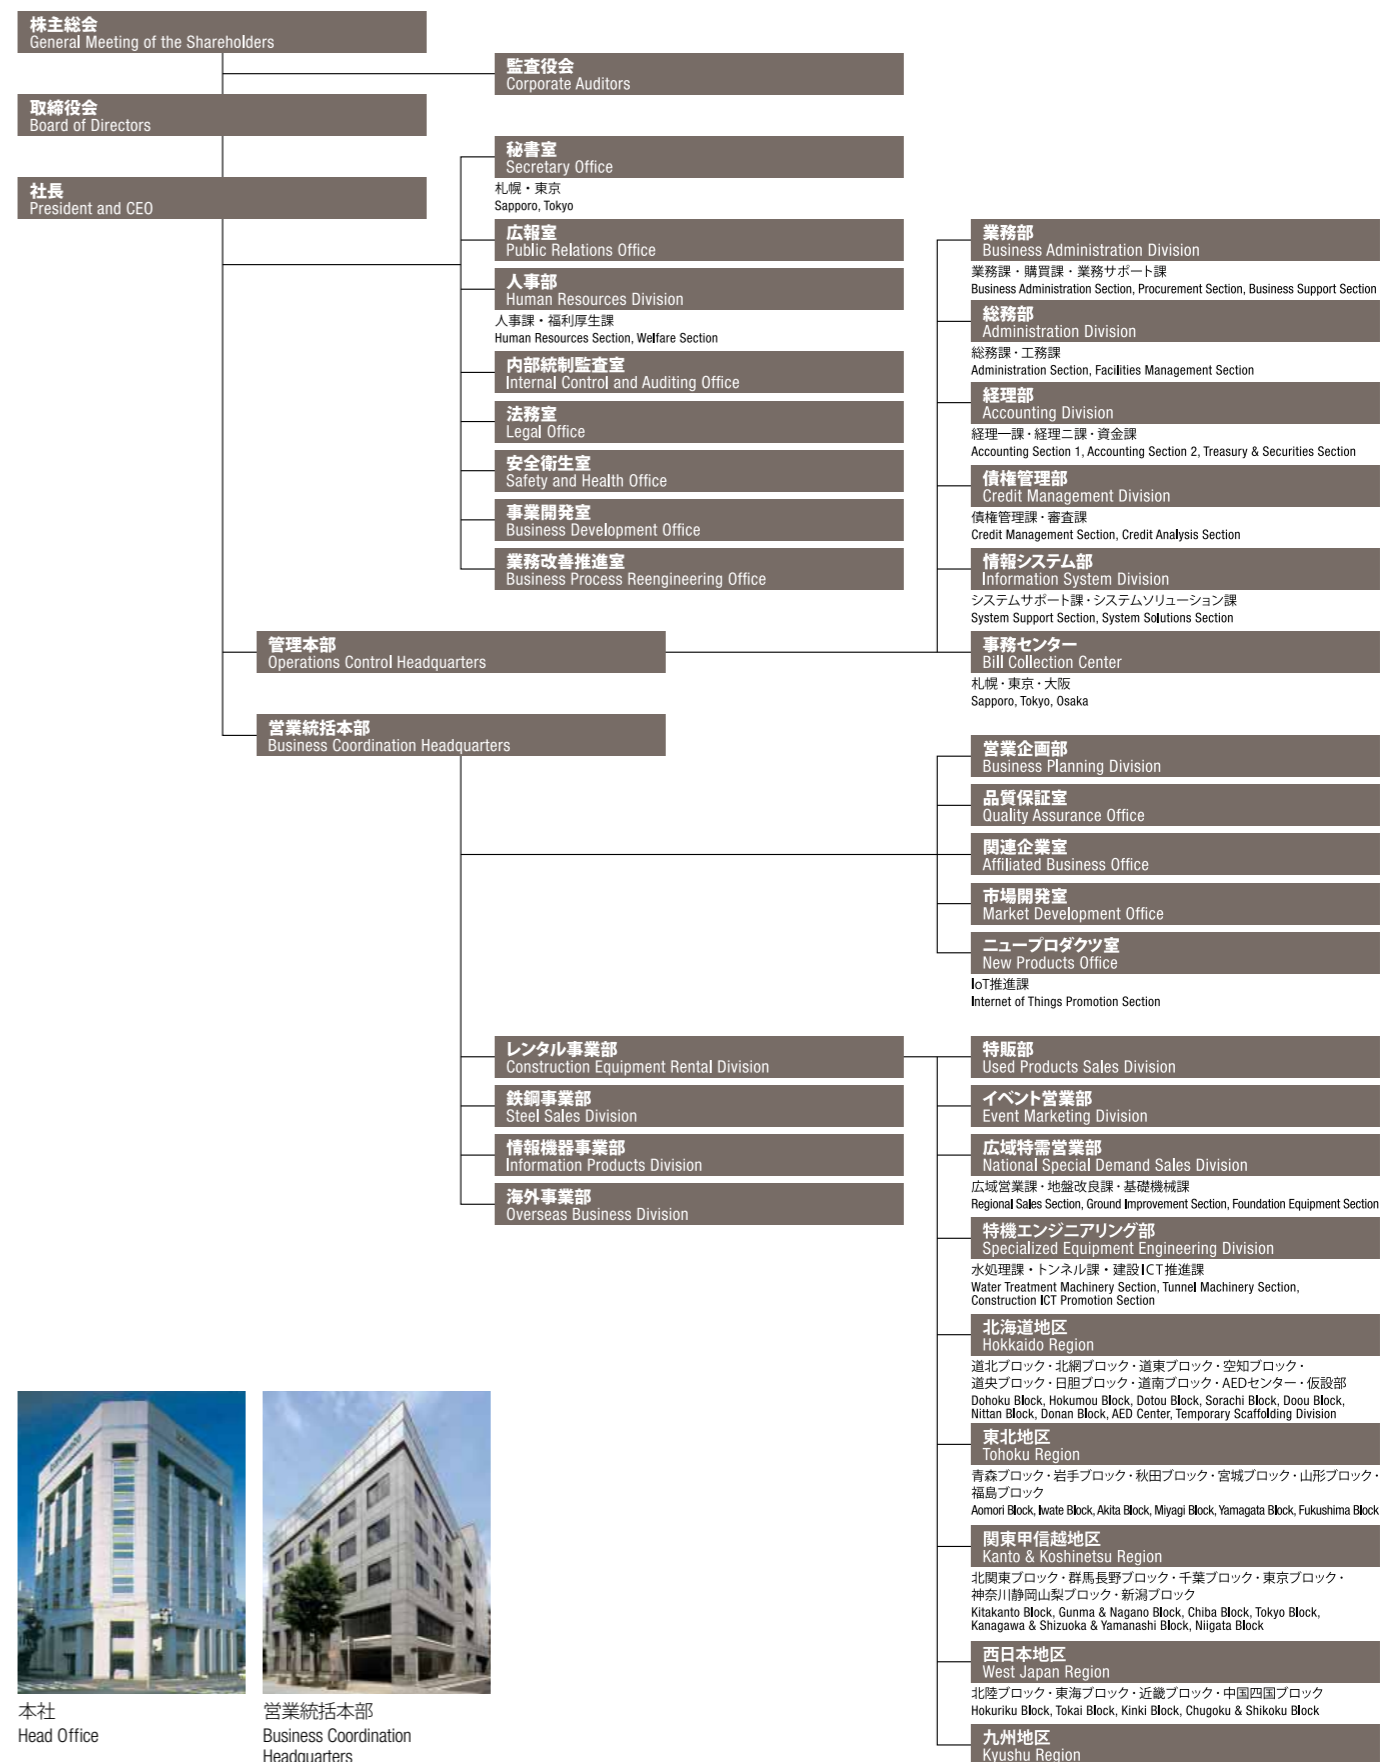 株主総会
General Meeting of the Shareholders
監査役会
Corporate Auditors
取締役会
Board of Directors
社長
President and CEO
秘書室
Secretary Office
札幌・東京
Sapporo, Tokyo
広報室
Public Relations Office
人事部
Human Resources Division
人事課・福利厚生課
Human Resources Section, Welfare Section
内部統制監査室
Internal Control and Auditing Office
法務室
Legal Office
安全衛生室
Safety and Health Office
事業開発室
Business Development Office
業務改善推進室
Business Process Reengineering Office
管理本部
Operations Control Headquarters
業務部
Business Administration Division
業務課・購買課・業務サポート課
Business Administration Section, Procurement Section, Business Support Section
総務部
Administration Division
総務課・工務課
Administration Section, Facilities Management Section
経理部
Accounting Division
経理一課・経理二課・資金課
Accounting Section 1, Accounting Section 2, Treasury & Securities Section
債権管理部
Credit Management Division
債権管理課・審査課
Credit Management Section, Credit Analysis Section
情報システム部
Information System Division
システムサポート課・システムソリューション課
System Support Section, System Solutions Section
事務センター
Bill Collection Center
札幌・東京・大阪
Sapporo, Tokyo, Osaka
営業統括本部
Business Coordination Headquarters
営業企画部
Business Planning Division
品質保証室
Quality Assurance Office
関連企業室
Affiliated Business Office
市場開発室
Market Development Office
ニュープロダクツ室
New Products Office
IoT推進課
Internet of Things Promotion Section
レンタル事業部
Construction Equipment Rental Division
鉄鋼事業部
Steel Sales Division
情報機器事業部
Information Products Division
海外事業部
Overseas Business Division
特販部
Used Products Sales Division
イベント営業部
Event Marketing Division
広域特需営業部
National Special Demand Sales Division
広域営業課・地盤改良課・基礎機械課
Regional Sales Section, Ground Improvement Section, Foundation Equipment Section
特機エンジニアリング部
Specialized Equipment Engineering Division
水処理課・トンネル課・建設ICT推進課
Water Treatment Machinery Section, Tunnel Machinery Section,
Construction ICT Promotion Section
北海道地区
Hokkaido Region
道北ブロック・北網ブロック・道東ブロック・空知ブロック・
道央ブロック・日胆ブロック・道南ブロック・AEDセンター・仮設部
Dohoku Block, Hokumou Block, Dotou Block, Sorachi Block, Doou Block,
Nittan Block, Donan Block, AED Center, Temporary Scaffolding Division
東北地区
Tohoku Region
青森ブロック・岩手ブロック・秋田ブロック・宮城ブロック・山形ブロック・
福島ブロック
Aomori Block, Iwate Block, Akita Block, Miyagi Block, Yamagata Block, Fukushima Block
関東甲信越地区
Kanto & Koshinetsu Region
北関東ブロック・群馬長野ブロック・千葉ブロック・東京ブロック・
神奈川静岡山梨ブロック・新潟ブロック
Kitakanto Block, Gunma & Nagano Block, Chiba Block, Tokyo Block,
Kanagawa & Shizuoka & Yamanashi Block, Niigata Block
西日本地区
West Japan Region
北陸ブロック・東海ブロック・近畿ブロック・中国四国ブロック
Hokuriku Block, Tokai Block, Kinki Block, Chugoku & Shikoku Block
九州地区
Kyushu Region
本社
Head Office
営業統括本部
Business Coordination
Headquarters